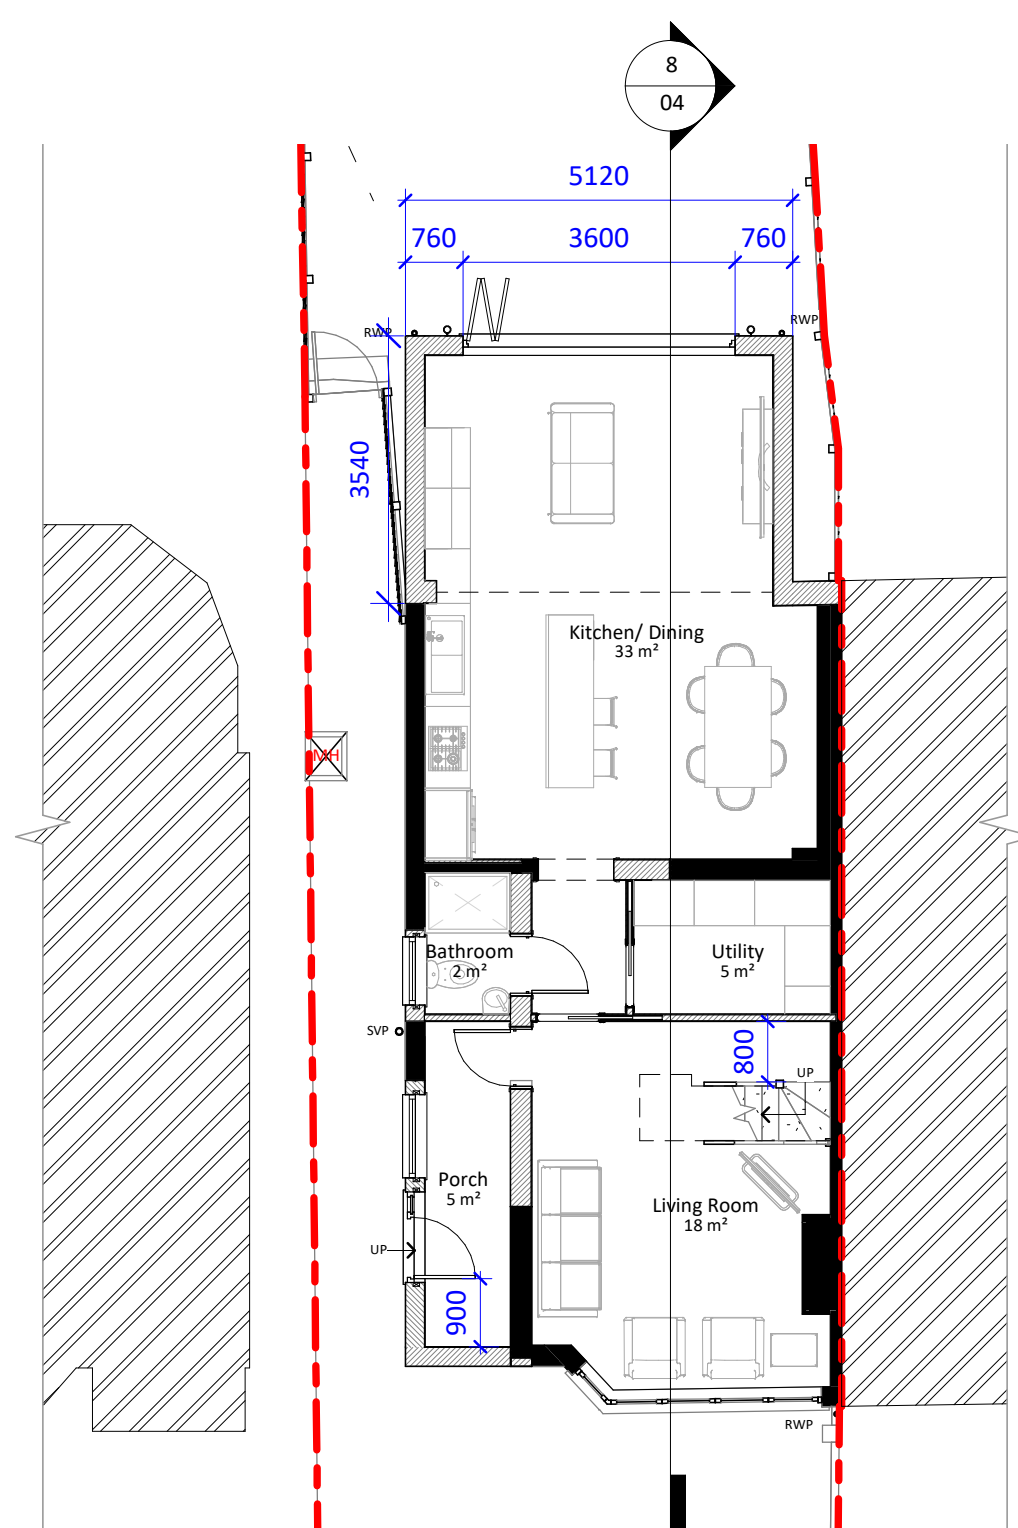 8
04
5120
760
3600
760
RWP
RWP
3540
Kitchen/ Dining
33 m²
MH
Bathroom
2 m²
Utility
5 m²
SVP
800
UP
Porch
5 m²
Living Room
18 m²
UP
900
RWP